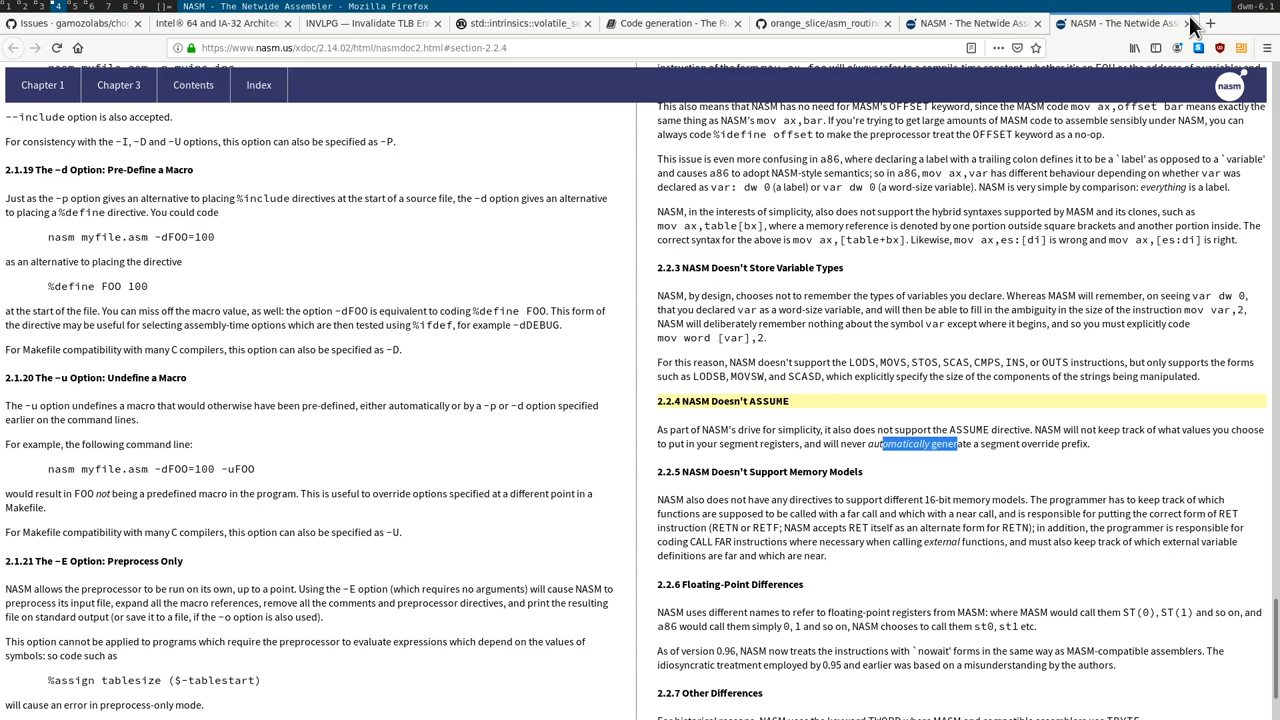 1 2 3 4 5 6 7 8 9 []= NASM - The Netwide Assembler - Mozilla Firefox dwm-6.1
Issues · gamozolabs/cho
Intel® 64 and IA-32 Architec
INVLPG — Invalidate TLB Ent
std::intrinsics::volatile_se
Code generation - The Ru
orange_slice/asm_routine
NASM - The Netwide Asse
NASM - The Netwide Ass
https://www.nasm.us/xdoc/2.14.02/html/nasmdoc2.html#section-2.2.4
Chapter 1 Chapter 3 Contents Index
nasm
--include option is also accepted.
For consistency with the -I, -D and -U options, this option can also be specified as -P.
2.1.19 The -d Option: Pre-Define a Macro
Just as the -p option gives an alternative to placing %include directives at the start of a source file, the -d option gives an alternative
to placing a %define directive. You could code
nasm myfile.asm -dFOO=100
as an alternative to placing the directive
%define FOO 100
at the start of the file. You can miss off the macro value, as well: the option -dFOO is equivalent to coding %define FOO. This form of
the directive may be useful for selecting assembly-time options which are then tested using %ifdef, for example -dDEBUG.
For Makefile compatibility with many C compilers, this option can also be specified as -D.
2.1.20 The -u Option: Undefine a Macro
The -u option undefines a macro that would otherwise have been pre-defined, either automatically or by a -p or -d option specified
earlier on the command lines.
For example, the following command line:
nasm myfile.asm -dFOO=100 -uFOO
would result in FOO not being a predefined macro in the program. This is useful to override options specified at a different point in a
Makefile.
For Makefile compatibility with many C compilers, this option can also be specified as -U.
2.1.21 The -E Option: Preprocess Only
NASM allows the preprocessor to be run on its own, up to a point. Using the -E option (which requires no arguments) will cause NASM to
preprocess its input file, expand all the macro references, remove all the comments and preprocessor directives, and print the resulting
file on standard output (or save it to a file, if the -o option is also used).
This option cannot be applied to programs which require the preprocessor to evaluate expressions which depend on the values of
symbols: so code such as
%assign tablesize ($-tablestart)
will cause an error in preprocess-only mode.
This also means that NASM has no need for MASM's OFFSET keyword, since the MASM code mov ax,offset bar means exactly the
same thing as NASM's mov ax,bar. If you're trying to get large amounts of MASM code to assemble sensibly under NASM, you can
always code %idefine offset to make the preprocessor treat the OFFSET keyword as a no-op.
This issue is even more confusing in a86, where declaring a label with a trailing colon defines it to be a `label' as opposed to a `variable'
and causes a86 to adopt NASM-style semantics; so in a86, mov ax,var has different behaviour depending on whether var was
declared as var: dw 0 (a label) or var dw 0 (a word-size variable). NASM is very simple by comparison: everything is a label.
NASM, in the interests of simplicity, also does not support the hybrid syntaxes supported by MASM and its clones, such as
mov ax,table[bx], where a memory reference is denoted by one portion outside square brackets and another portion inside. The
correct syntax for the above is mov ax,[table+bx]. Likewise, mov ax,es:[di] is wrong and mov ax,[es:di] is right.
2.2.3 NASM Doesn't Store Variable Types
NASM, by design, chooses not to remember the types of variables you declare. Whereas MASM will remember, on seeing var dw 0,
that you declared var as a word-size variable, and will then be able to fill in the ambiguity in the size of the instruction mov var,2,
NASM will deliberately remember nothing about the symbol var except where it begins, and so you must explicitly code
mov word [var],2.
For this reason, NASM doesn't support the LODS, MOVS, STOS, SCAS, CMPS, INS, or OUTS instructions, but only supports the forms
such as LODSB, MOVSW, and SCASD, which explicitly specify the size of the components of the strings being manipulated.
2.2.4 NASM Doesn't ASSUME
As part of NASM's drive for simplicity, it also does not support the ASSUME directive. NASM will not keep track of what values you choose
to put in your segment registers, and will never automatically generate a segment override prefix.
2.2.5 NASM Doesn't Support Memory Models
NASM also does not have any directives to support different 16-bit memory models. The programmer has to keep track of which
functions are supposed to be called with a far call and which with a near call, and is responsible for putting the correct form of RET
instruction (RETN or RETF; NASM accepts RET itself as an alternate form for RETN); in addition, the programmer is responsible for
coding CALL FAR instructions where necessary when calling external functions, and must also keep track of which external variable
definitions are far and which are near.
2.2.6 Floating-Point Differences
NASM uses different names to refer to floating-point registers from MASM: where MASM would call them ST(0), ST(1) and so on, and
a86 would call them simply 0, 1 and so on, NASM chooses to call them st0, st1 etc.
As of version 0.96, NASM now treats the instructions with `nowait' forms in the same way as MASM-compatible assemblers. The
idiosyncratic treatment employed by 0.95 and earlier was based on a misunderstanding by the authors.
2.2.7 Other Differences